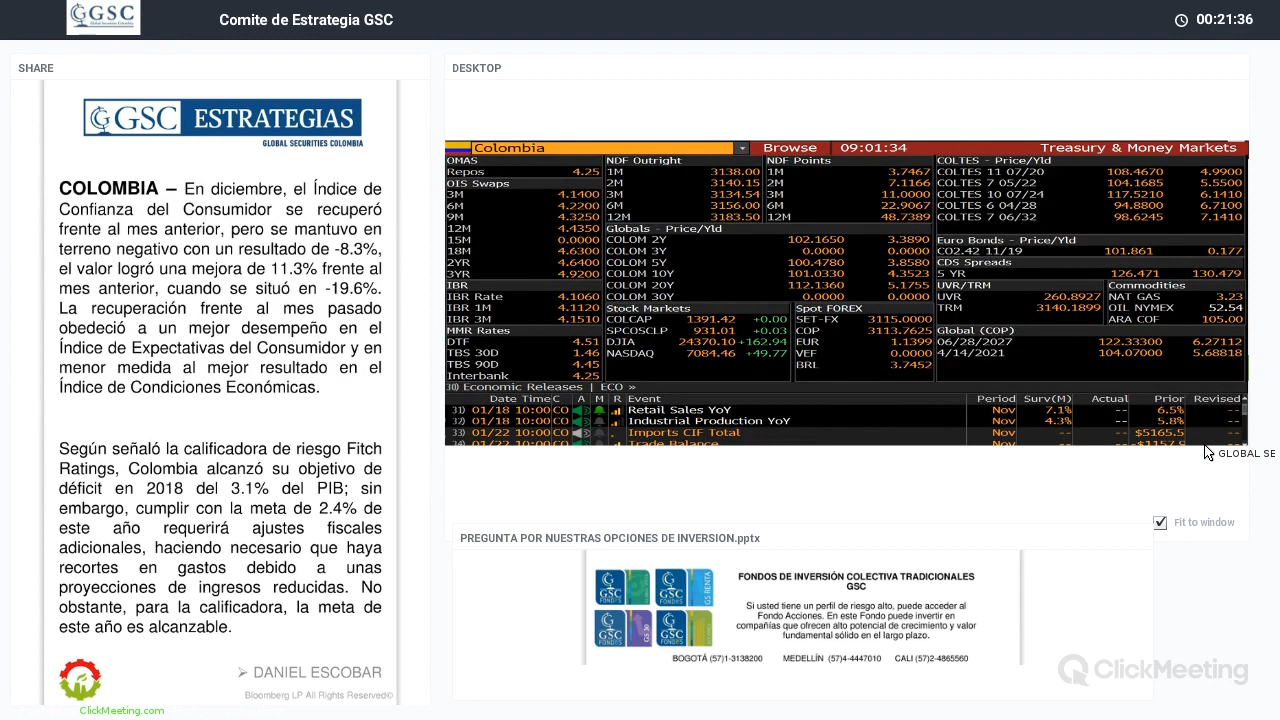 GSC
Comite de Estrategia GSC
00:21:36
SHARE
GSC ESTRATEGIAS
GLOBAL SECURITIES COLOMBIA
COLOMBIA – En diciembre, el Índice de
Confianza del Consumidor se recuperó
frente al mes anterior, pero se mantuvo en
terreno negativo con un resultado de -8.3%,
el valor logró una mejora de 11.3% frente al
mes anterior, cuando se situó en -19.6%.
La recuperación frente al mes pasado
obedeció a un mejor desempeño en el
Índice de Expectativas del Consumidor y en
menor medida al mejor resultado en el
Índice de Condiciones Económicas.
Según señaló la calificadora de riesgo Fitch
Ratings, Colombia alcanzó su objetivo de
déficit en 2018 del 3.1% del PIB; sin
embargo, cumplir con la meta de 2.4% de
este año requerirá ajustes fiscales
adicionales, haciendo necesario que haya
recortes en gastos debido a unas
proyecciones de ingresos reducidas. No
obstante, para la calificadora, la meta de
este año es alcanzable.
➢ DANIEL ESCOBAR
Bloomberg LP All Rights Reserved©
ClickMeeting.com
DESKTOP
Colombia Browse 09:01:34 Treasury & Money Markets
OMAS
Repos 4.25
OIS Swaps
3M 4.1400
6M 4.2200
9M 4.3250
12M 4.4350
15M 0.0000
18M 4.6300
2YR 4.6400
3YR 4.9200
IBR
IBR Rate 4.1060
IBR 1M 4.1120
IBR 3M 4.1510
MMR Rates
DTF 4.51
TBS 30D 1.46
TBS 90D 4.45
Interbank 4.25
NDF Outright
1M 3138.00
2M 3140.15
3M 3134.54
6M 3156.00
12M 3183.50
NDF Points
1M 3.7467
2M 7.1166
3M 11.0000
6M 22.9067
12M 48.7389
Globals - Price/Yld
COLOM 2Y 102.1650 3.3890
COLOM 3Y 0.0000 0.0000
COLOM 5Y 100.4780 3.8580
COLOM 10Y 101.0330 4.3523
COLOM 20Y 112.1360 5.1755
COLOM 30Y 0.0000 0.0000
Stock Markets
COLCAP 1391.42 +0.00
SPCOSCLP 931.01 +0.03
DJIA 24370.10 +162.94
NASDAQ 7084.46 +49.77
Spot FOREX
SET-FX 3115.0000
COP 3113.7625
EUR 1.1399
VEF 0.0000
BRL 3.7452
COLTES - Price/Yld
COLTES 11 07/20 108.4670 4.9900
COLTES 7 05/22 104.1685 5.5500
COLTES 10 07/24 117.5210 6.1410
COLTES 6 04/28 94.8800 6.7100
COLTES 7 06/32 98.6245 7.1410
Euro Bonds - Price/Yld
CO2.42 11/19 101.861 0.177
CDS Spreads
5 YR 126.471 130.479
UVR/TRM
UVR 260.8927
TRM 3140.1899
Commodities
NAT GAS 3.23
OIL NYMEX 52.54
ARA COF 105.00
Global (COP)
06/28/2027 122.33300 6.27112
4/14/2021 104.07000 5.68818
30) Economic Releases | ECO »
Date Time C A M R Event Period Surv(M) Actual Prior Revised
31) 01/18 10:00 CO Retail Sales YoY Nov 7.1% -- 6.5% --
32) 01/18 10:00 CO Industrial Production YoY Nov 4.3% -- 5.8% --
33) 01/22 10:00 CO Imports CIF Total Nov -- -- $5165.5 --
34) 01/22 10:00 CO Trade Balance Nov -- -- -$1157.9 --
GLOBAL SE
Fit to window
PREGUNTA POR NUESTRAS OPCIONES DE INVERSION.pptx
GSC FONDOS
GSC FONDOS GS RENTA
GSC FONDOS GS 30
GSC FONDOS
FONDOS DE INVERSIÓN COLECTIVA TRADICIONALES
GSC
Si usted tiene un perfil de riesgo alto, puede acceder al
Fondo Acciones. En este Fondo puede invertir en
compañías que ofrecen alto potencial de crecimiento y valor
fundamental sólido en el largo plazo.
BOGOTÁ (57)1-3138200 MEDELLÍN (57)4-4447010 CALI (57)2-4865560
ClickMeeting